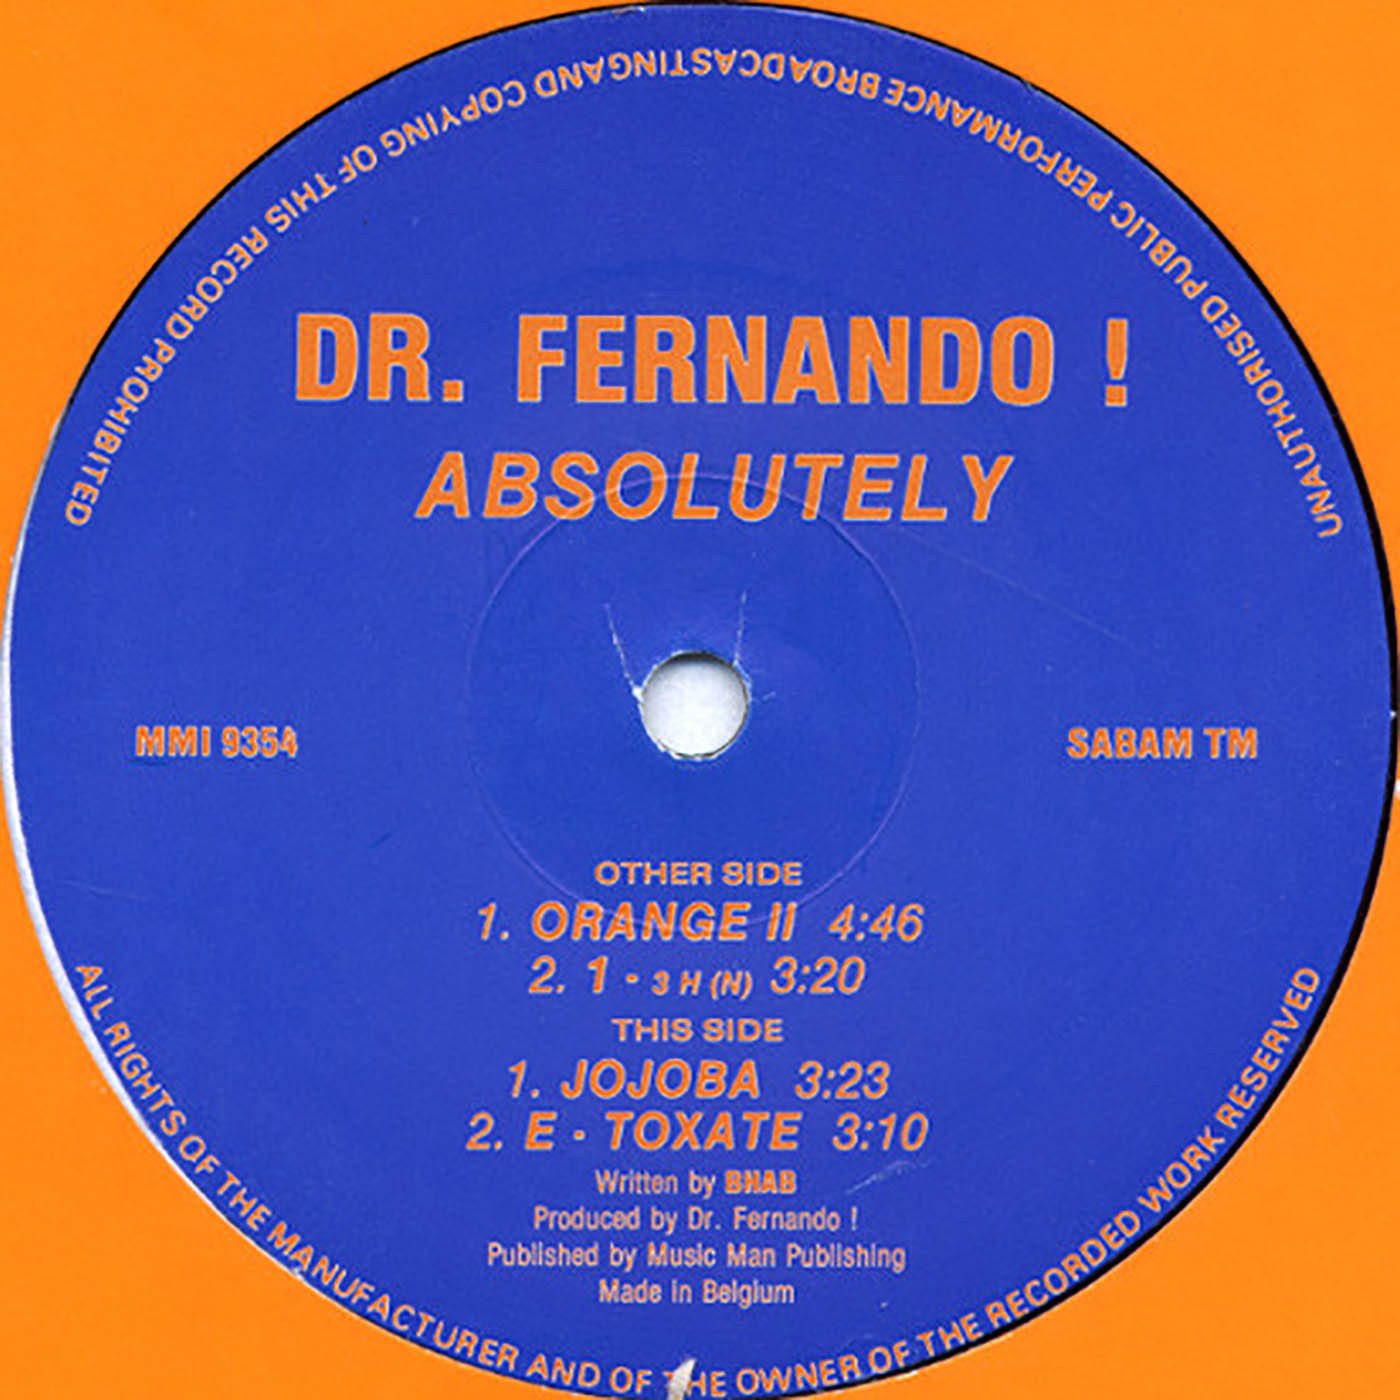 UNAUTHORISED PUBLIC PERFORMANCE BROADCASTING AND COPYING OF THIS RECORD PROHIBITED
DR. FERNANDO !
ABSOLUTELY
MMI 9354
SABAM TM
OTHER SIDE
1. ORANGE II 4:46
2. 1 - 3 H (N) 3:20
THIS SIDE
1. JOJOBA 3:23
2. E - TOXATE 3:10
Written by BHAB
Produced by Dr. Fernando !
Published by Music Man Publishing
Made in Belgium
ALL RIGHTS OF THE MANUFACTURER AND OF THE OWNER OF THE RECORDED WORK RESERVED